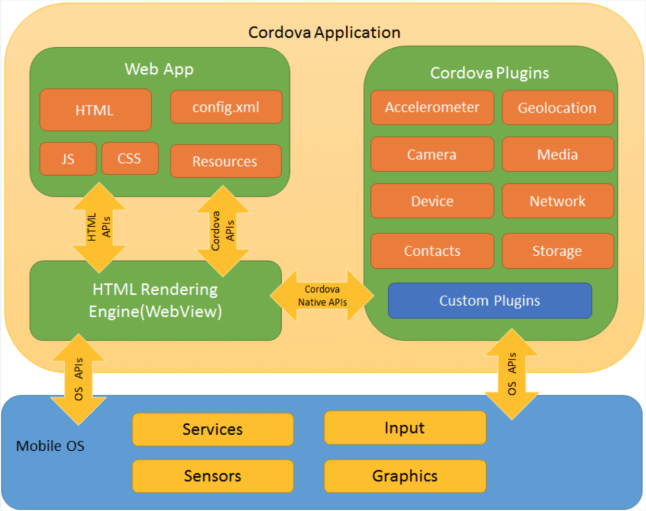 Cordova Application
Web App
HTML
config.xml
JS
CSS
Resources
HTML
APIs
Cordova
APIs
HTML Rendering
Engine(WebView)
Cordova
Native APIs
Cordova Plugins
Accelerometer
Geolocation
Camera
Media
Device
Network
Contacts
Storage
Custom Plugins
OS APIs
OS APIs
Mobile OS
Services
Input
Sensors
Graphics